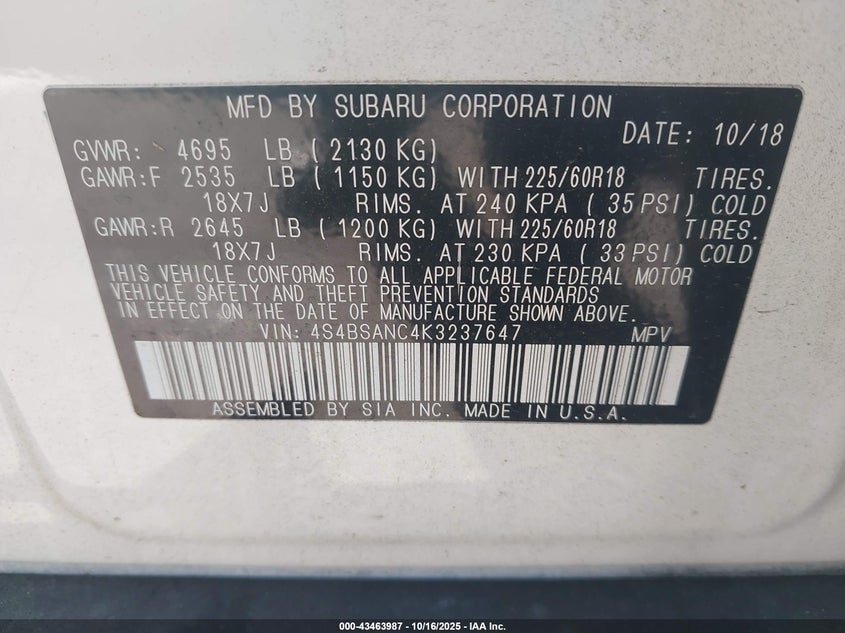 MFD BY SUBARU CORPORATION
DATE: 10/18
GVWR: 4695 LB ( 2130 KG)
GAWR:F 2535 LB ( 1150 KG) WITH 225/60R18 TIRES.
18X7J RIMS. AT 240 KPA ( 35 PSI) COLD
GAWR:R 2645 LB ( 1200 KG) WITH 225/60R18 TIRES.
18X7J RIMS. AT 230 KPA ( 33 PSI) COLD
THIS VEHICLE CONFORMS TO ALL APPLICABLE FEDERAL MOTOR
VEHICLE SAFETY AND THEFT PREVENTION STANDARDS
IN EFFECT ON THE DATE OF MANUFACTURE SHOWN ABOVE.
VIN: 4S4BSANC4K3237647 MPV
ASSEMBLED BY SIA INC. MADE IN U.S.A.
000-43463987 - 10/16/2025 - IAA Inc.